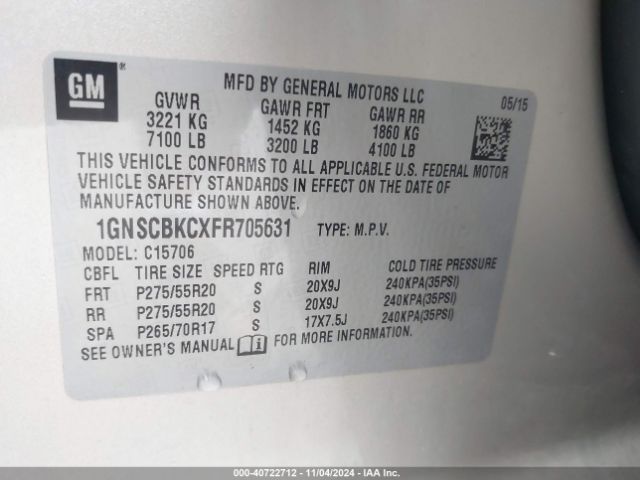 GM ®
MFD BY GENERAL MOTORS LLC
05/15
GVWR GAWR FRT GAWR RR
3221 KG 1452 KG 1860 KG
7100 LB 3200 LB 4100 LB
THIS VEHICLE CONFORMS TO ALL APPLICABLE U.S. FEDERAL MOTOR
VEHICLE SAFETY STANDARDS IN EFFECT ON THE DATE OF
MANUFACTURE SHOWN ABOVE.
1GNSCBKCXFR705631 TYPE: M.P.V.
MODEL: C15706
CBFL TIRE SIZE SPEED RTG RIM COLD TIRE PRESSURE
FRT P275/55R20 S 20X9J 240KPA(35PSI)
RR P275/55R20 S 20X9J 240KPA(35PSI)
SPA P265/70R17 S 17X7.5J 240KPA(35PSI)
SEE OWNER'S MANUAL i FOR MORE INFORMATION.
000-40722712 - 11/04/2024 - IAA Inc.